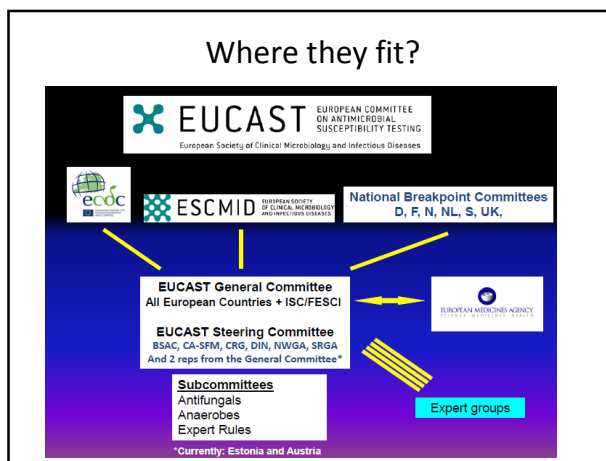 Where they fit?
EUCAST
EUROPEAN COMMITTEE
ON ANTIMICROBIAL
SUSCEPTIBILITY TESTING
European Society of Clinical Microbiology and Infectious Diseases
ecdc
ESCMID
EUROPEAN SOCIETY
OF CLINICAL MICROBIOLOGY
AND INFECTIOUS DISEASES
National Breakpoint Committees
D, F, N, NL, S, UK,
EUCAST General Committee
All European Countries + ISC/FESCI
EUROPEAN MEDICINES AGENCY
SCIENCE MEDICINES HEALTH
EUCAST Steering Committee
BSAC, CA-SFM, CRG, DIN, NWGA, SRGA
And 2 reps from the General Committee*
Subcommittees
Antifungals
Anaerobes
Expert Rules
Expert groups
*Currently: Estonia and Austria